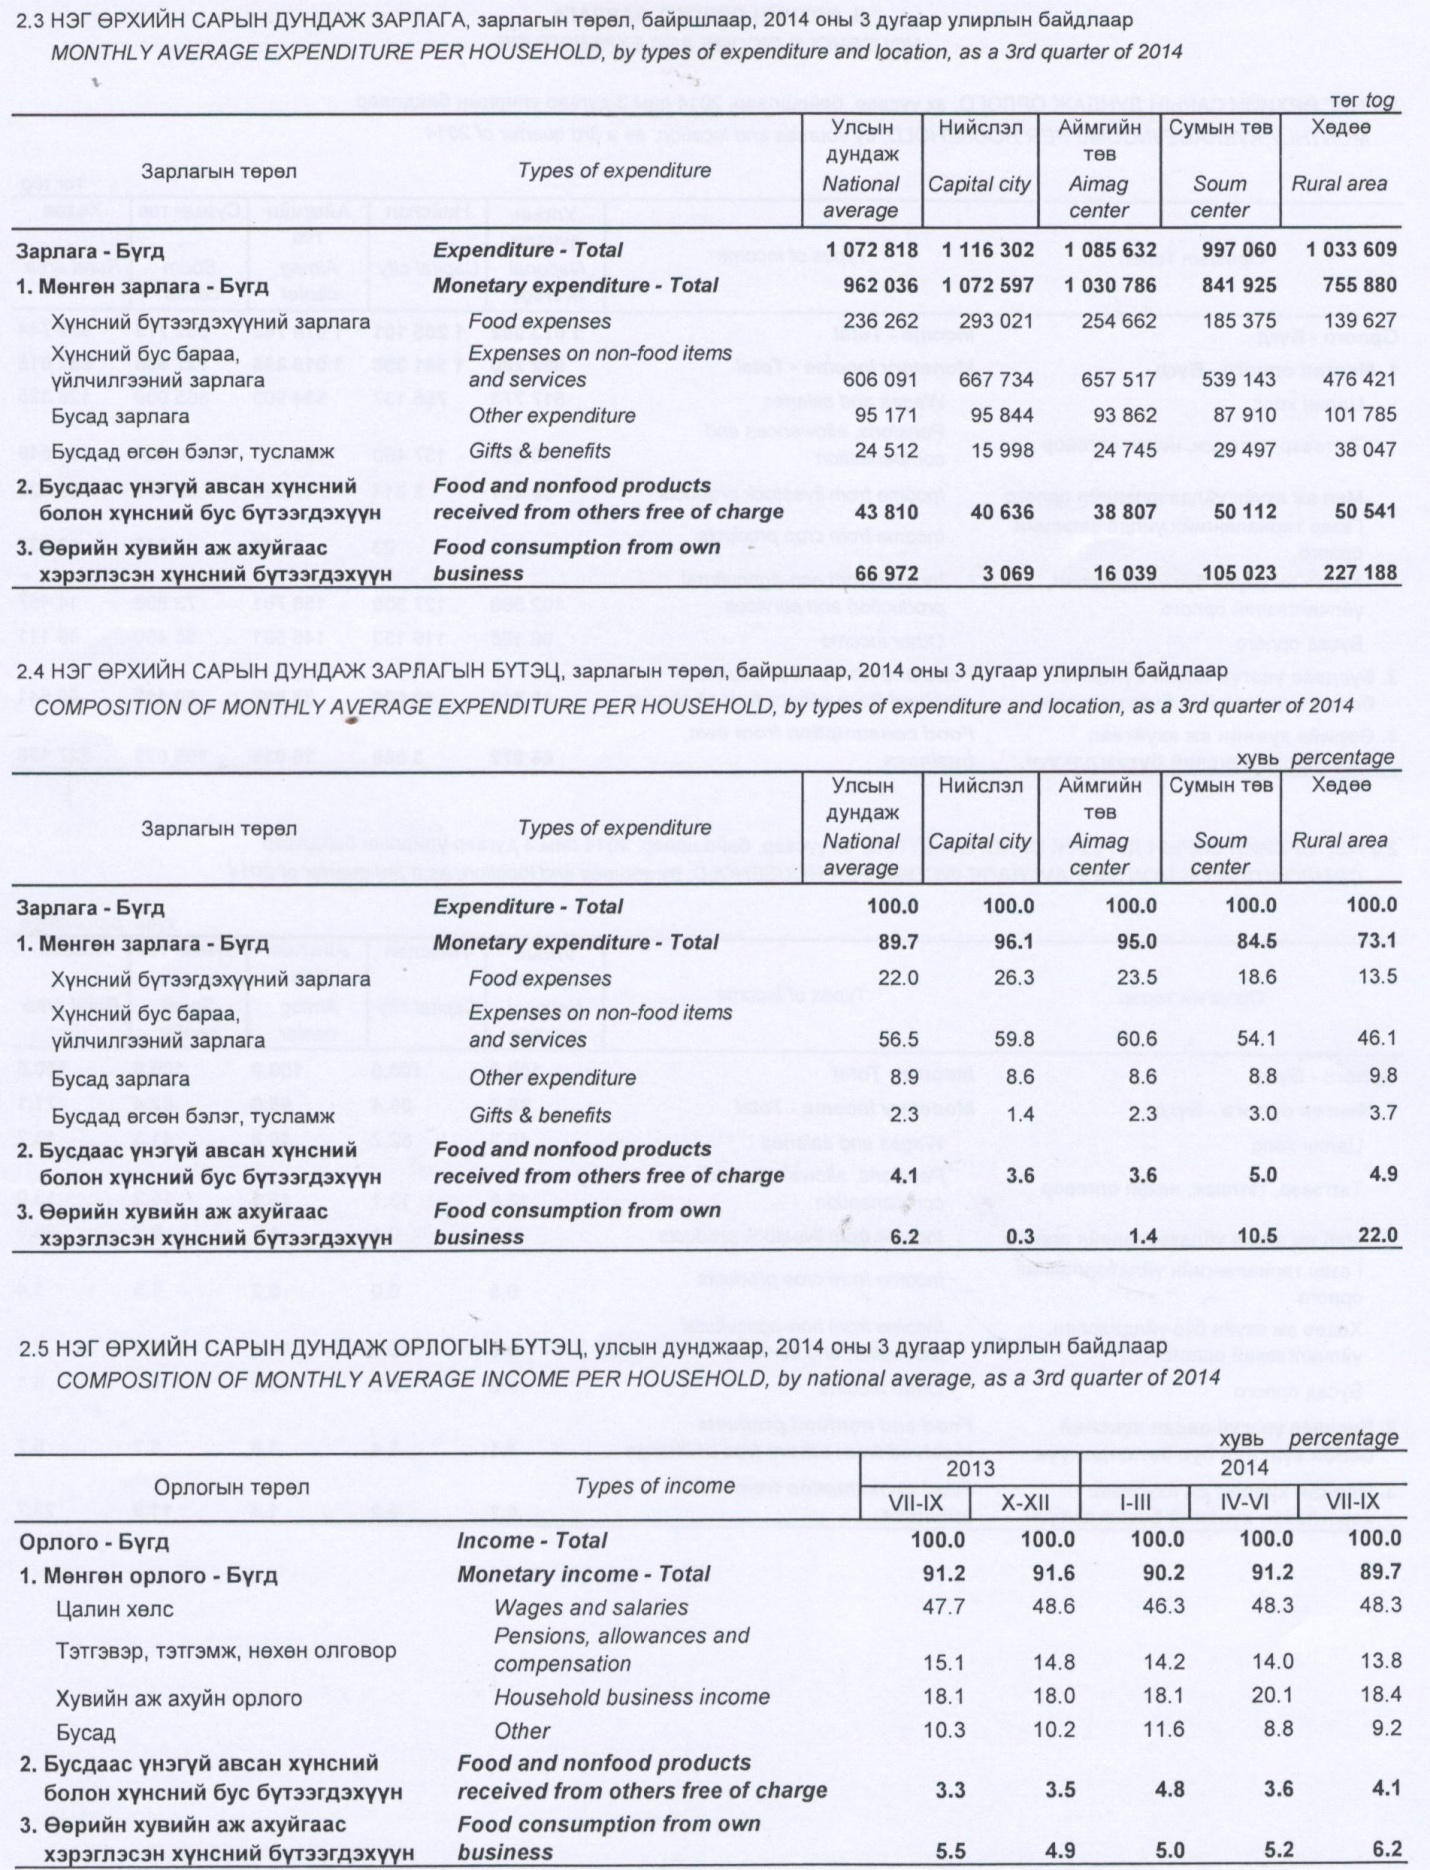 2.3 НЭГ ӨРХИЙН САРЫН ДУНДАЖ ЗАРЛАГА, зарлагын төрөл, байршлаар, 2014 оны 3 дугаар улирлын байдлаар
MONTHLY AVERAGE EXPENDITURE PER HOUSEHOLD, by types of expenditure and location, as a 3rd quarter of 2014
төг tog
Зарлагын төрөл Types of expenditure Улсын дундаж National average Нийслэл Capital city Аймгийн төв Aimag center Сумын төв Soum center Хөдөө Rural area
Зарлага - Бүгд Expenditure - Total 1 072 818 1 116 302 1 085 632 997 060 1 033 609
1. Мөнгөн зарлага - Бүгд Monetary expenditure - Total 962 036 1 072 597 1 030 786 841 925 755 880
Хүнсний бүтээгдэхүүний зарлага Food expenses 236 262 293 021 254 662 185 375 139 627
Хүнсний бус бараа, Expenses on non-food items
үйлчилгээний зарлага and services 606 091 667 734 657 517 539 143 476 421
Бусад зарлага Other expenditure 95 171 95 844 93 862 87 910 101 785
Бусдад өгсөн бэлэг, тусламж Gifts & benefits 24 512 15 998 24 745 29 497 38 047
2. Бусдаас үнэгүй авсан хүнсний Food and nonfood products
болон хүнсний бус бүтээгдэхүүн received from others free of charge 43 810 40 636 38 807 50 112 50 541
3. Өөрийн хувийн аж ахуйгаас Food consumption from own
хэрэглэсэн хүнсний бүтээгдэхүүн business 66 972 3 069 16 039 105 023 227 188
2.4 НЭГ ӨРХИЙН САРЫН ДУНДАЖ ЗАРЛАГЫН БҮТЭЦ, зарлагын төрөл, байршлаар, 2014 оны 3 дугаар улирлын байдлаар
COMPOSITION OF MONTHLY AVERAGE EXPENDITURE PER HOUSEHOLD, by types of expenditure and location, as a 3rd quarter of 2014
хувь percentage
Зарлагын төрөл Types of expenditure Улсын дундаж National average Нийслэл Capital city Аймгийн төв Aimag center Сумын төв Soum center Хөдөө Rural area
Зарлага - Бүгд Expenditure - Total 100.0 100.0 100.0 100.0 100.0
1. Мөнгөн зарлага - Бүгд Monetary expenditure - Total 89.7 96.1 95.0 84.5 73.1
Хүнсний бүтээгдэхүүний зарлага Food expenses 22.0 26.3 23.5 18.6 13.5
Хүнсний бус бараа, Expenses on non-food items
үйлчилгээний зарлага and services 56.5 59.8 60.6 54.1 46.1
Бусад зарлага Other expenditure 8.9 8.6 8.6 8.8 9.8
Бусдад өгсөн бэлэг, тусламж Gifts & benefits 2.3 1.4 2.3 3.0 3.7
2. Бусдаас үнэгүй авсан хүнсний Food and nonfood products
болон хүнсний бус бүтээгдэхүүн received from others free of charge 4.1 3.6 3.6 5.0 4.9
3. Өөрийн хувийн аж ахуйгаас Food consumption from own
хэрэглэсэн хүнсний бүтээгдэхүүн business 6.2 0.3 1.4 10.5 22.0
2.5 НЭГ ӨРХИЙН САРЫН ДУНДАЖ ОРЛОГЫН БҮТЭЦ, улсын дунджаар, 2014 оны 3 дугаар улирлын байдлаар
COMPOSITION OF MONTHLY AVERAGE INCOME PER HOUSEHOLD, by national average, as a 3rd quarter of 2014
хувь percentage
Орлогын төрөл Types of income 2013 2014
VII-IX X-XII I-III IV-VI VII-IX
Орлого - Бүгд Income - Total 100.0 100.0 100.0 100.0 100.0
1. Мөнгөн орлого - Бүгд Monetary income - Total 91.2 91.6 90.2 91.2 89.7
Цалин хөлс Wages and salaries 47.7 48.6 46.3 48.3 48.3
Тэтгэвэр, тэтгэмж, нөхөн олговор Pensions, allowances and
compensation 15.1 14.8 14.2 14.0 13.8
Хувийн аж ахуйн орлого Household business income 18.1 18.0 18.1 20.1 18.4
Бусад Other 10.3 10.2 11.6 8.8 9.2
2. Бусдаас үнэгүй авсан хүнсний Food and nonfood products
болон хүнсний бус бүтээгдэхүүн received from others free of charge 3.3 3.5 4.8 3.6 4.1
3. Өөрийн хувийн аж ахуйгаас Food consumption from own
хэрэглэсэн хүнсний бүтээгдэхүүн business 5.5 4.9 5.0 5.2 6.2